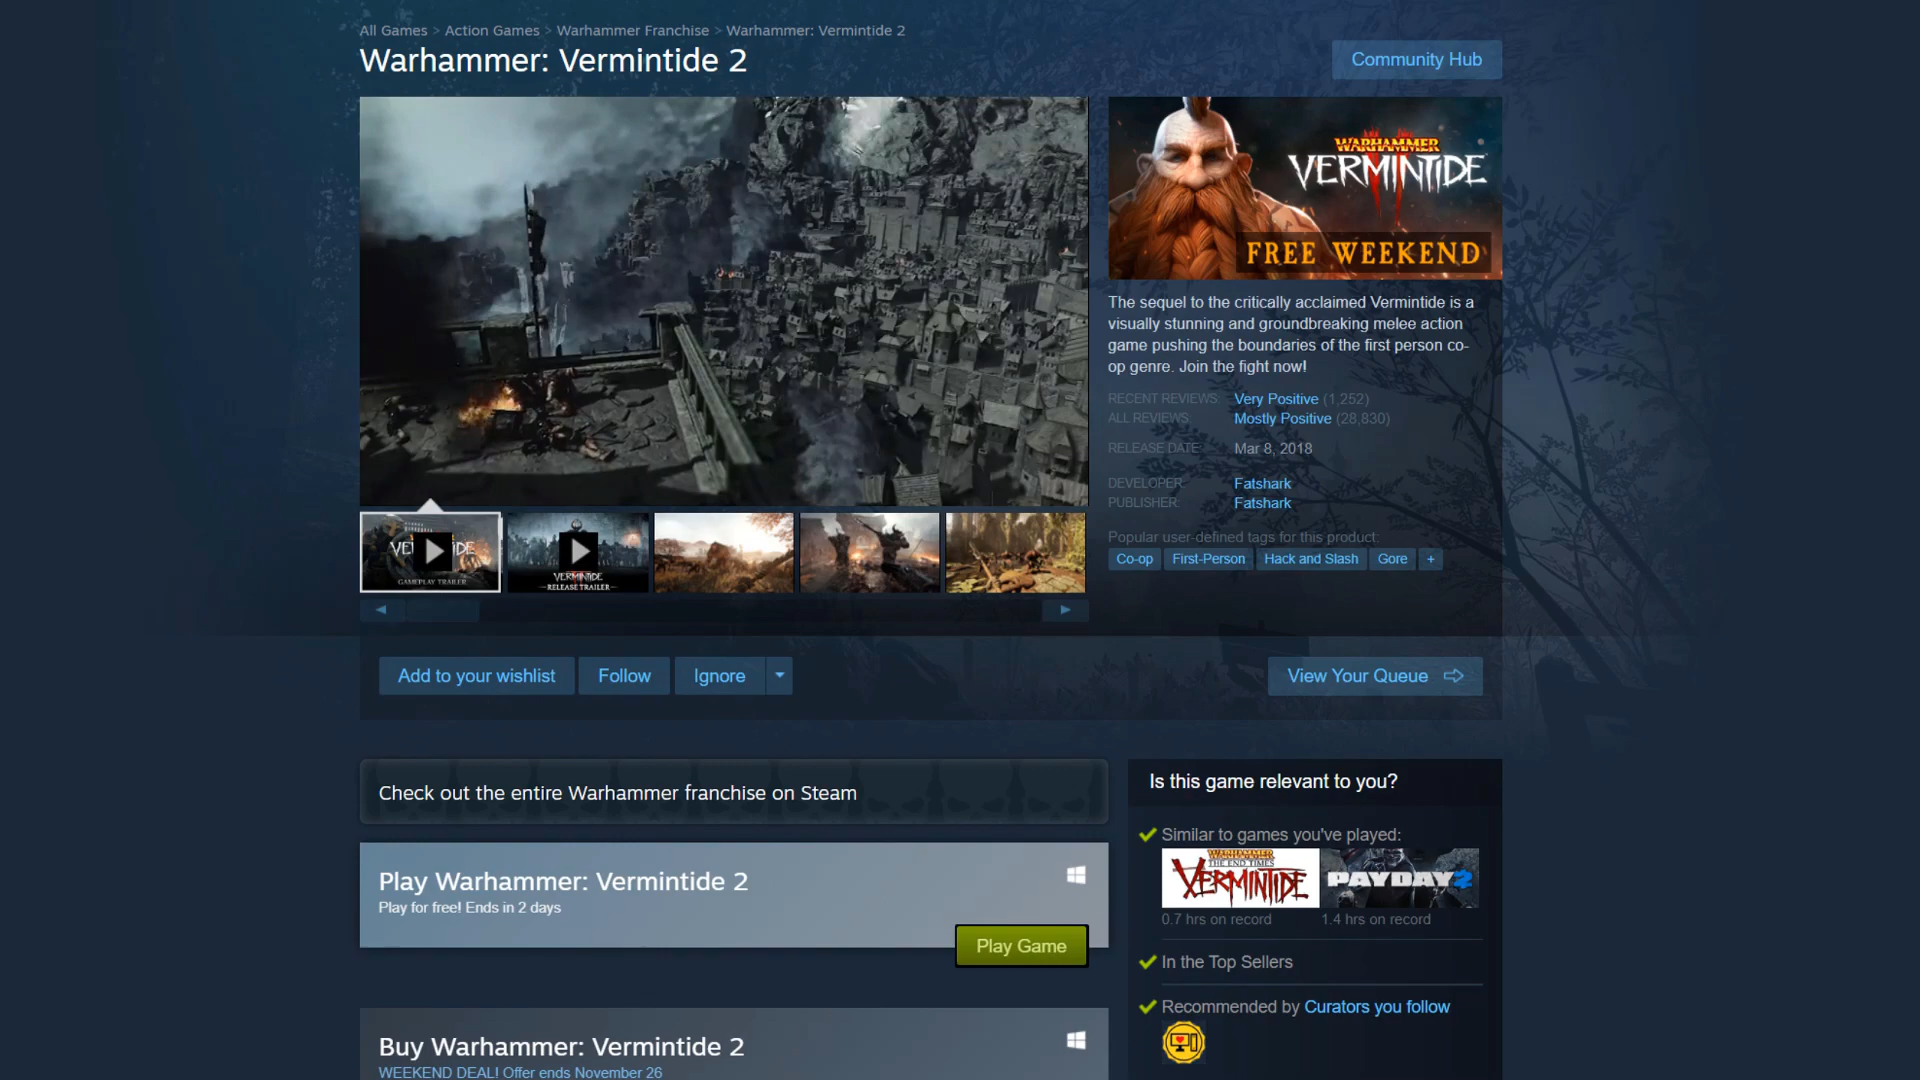 All Games > Action Games > Warhammer Franchise > Warhammer: Vermintide 2
Warhammer: Vermintide 2
Community Hub
WARHAMMER
VERMINTIDE
FREE WEEKEND
The sequel to the critically acclaimed Vermintide is a
visually stunning and groundbreaking melee action
game pushing the boundaries of the first person co-
op genre. Join the fight now!
RECENT REVIEWS: Very Positive (1,252)
ALL REVIEWS: Mostly Positive (28,830)
RELEASE DATE: Mar 8, 2018
DEVELOPER: Fatshark
PUBLISHER: Fatshark
Popular user-defined tags for this product:
Co-op First-Person Hack and Slash Gore +
GAMEPLAY TRAILER
VERMINTIDE
RELEASE TRAILER
Add to your wishlist Follow Ignore
View Your Queue
Check out the entire Warhammer franchise on Steam
Play Warhammer: Vermintide 2
Play for free! Ends in 2 days
Play Game
Buy Warhammer: Vermintide 2
WEEKEND DEAL! Offer ends November 26
Is this game relevant to you?
Similar to games you've played:
WARHAMMER
THE END TIMES
VERMINTIDE
PAYDAY 2
0.7 hrs on record 1.4 hrs on record
In the Top Sellers
Recommended by Curators you follow